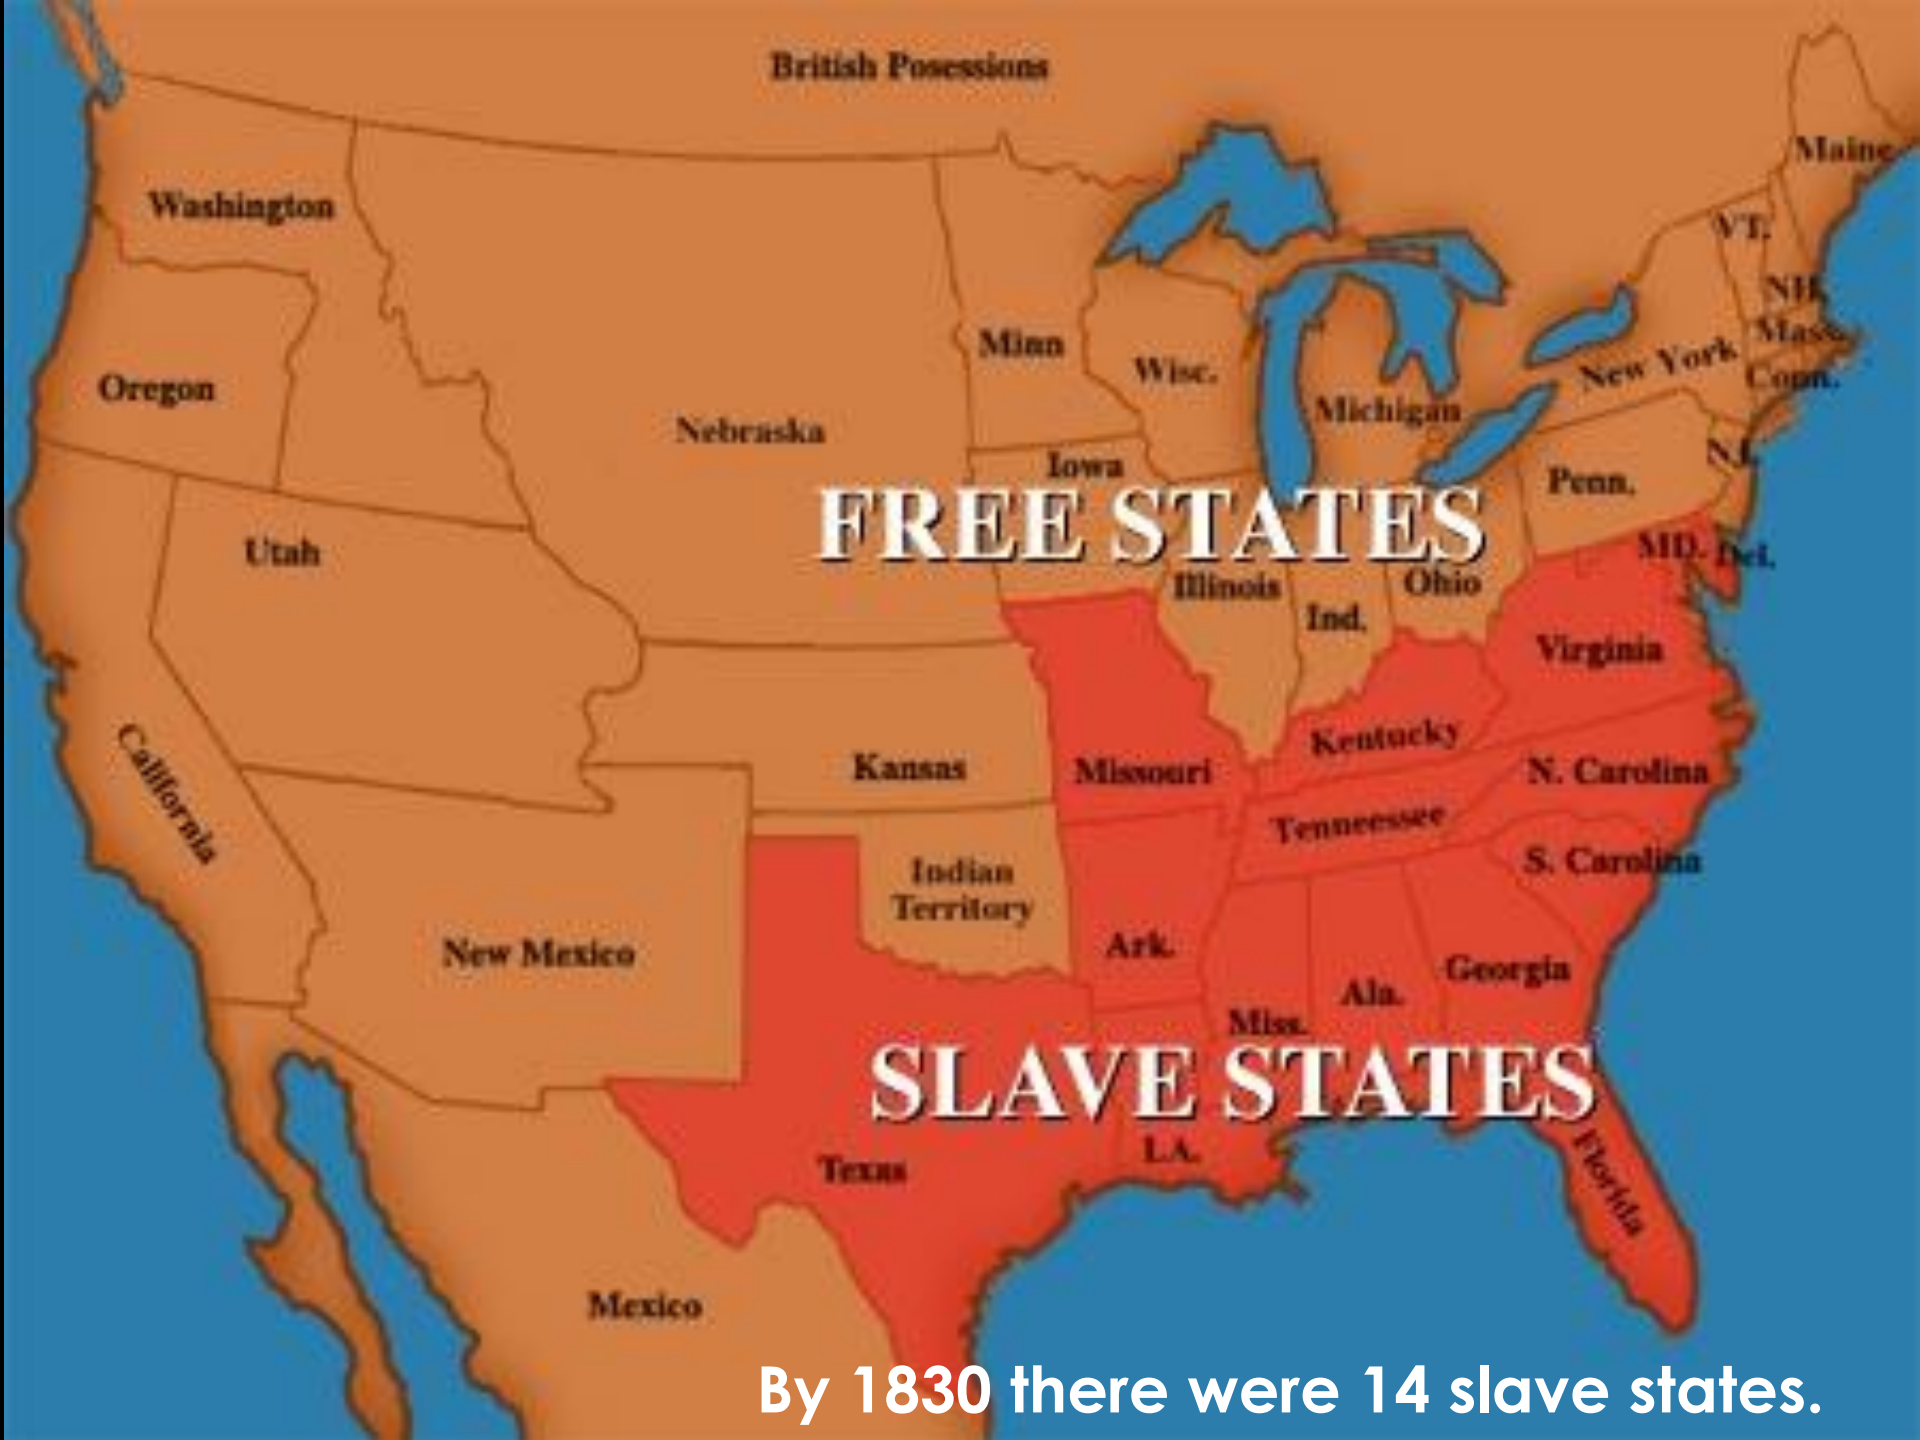 British Posessions
Maine
Washington
VT.
NH.
Minn
Mass.
New York
Wisc.
Conn.
Oregon
Michigan
Nebraska
N.J.
Iowa
Penn.
FREE STATES
Utah
MD. Del.
Illinois
Ohio
Ind.
Virginia
Kentucky
California
Kansas
Missouri
N. Carolina
Tenneessee
S. Carolina
Indian
Territory
New Mexico
Ark.
Georgia
Ala.
Miss.
SLAVE STATES
LA.
Texas
Florida
Mexico
By 1830 there were 14 slave states.